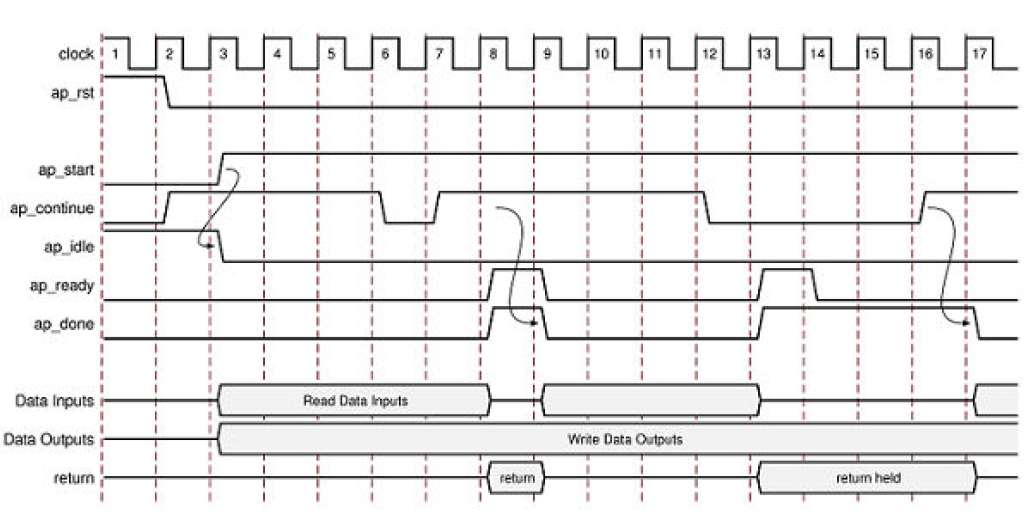 clock 1 2 3 4 5 6 7 8 9 10 11 12 13 14 15 16 17
ap_rst
ap_start
ap_continue
ap_idle
ap_ready
ap_done
Data Inputs Read Data Inputs
Data Outputs Write Data Outputs
return return return held